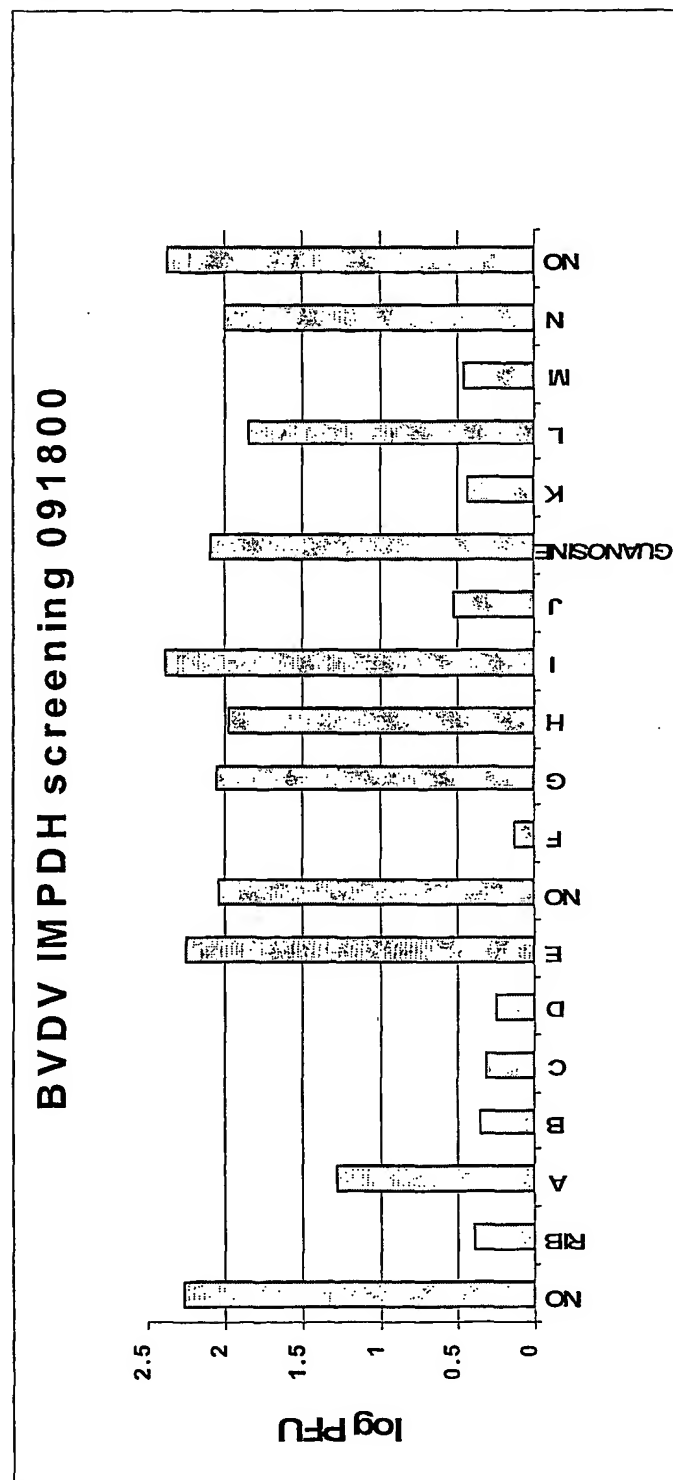 BVDV IMPDH screening 091800
log PFU
2.5
2
1.5
1
0.5
0
NO
RIB
A
B
C
D
E
NO
F
G
H
I
J
GUANOSINE
K
L
M
N
NO